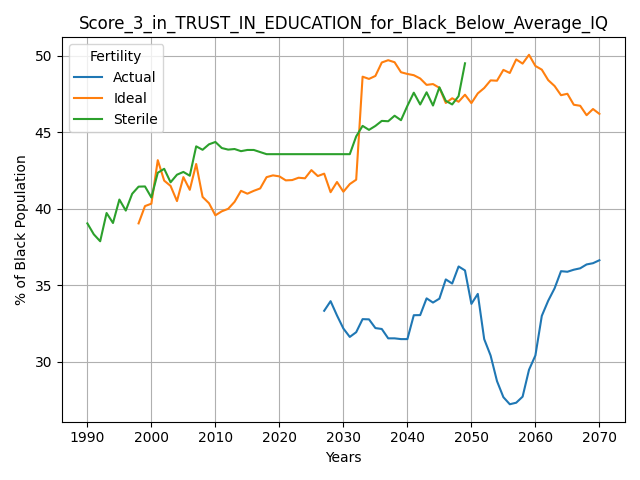 Score_3_in_TRUST_IN_EDUCATION_for_Black_Below_Average_IQ
Fertility
Actual
Ideal
Sterile
% of Black Population
50
45
40
35
30
1990 2000 2010 2020 2030 2040 2050 2060 2070
Years